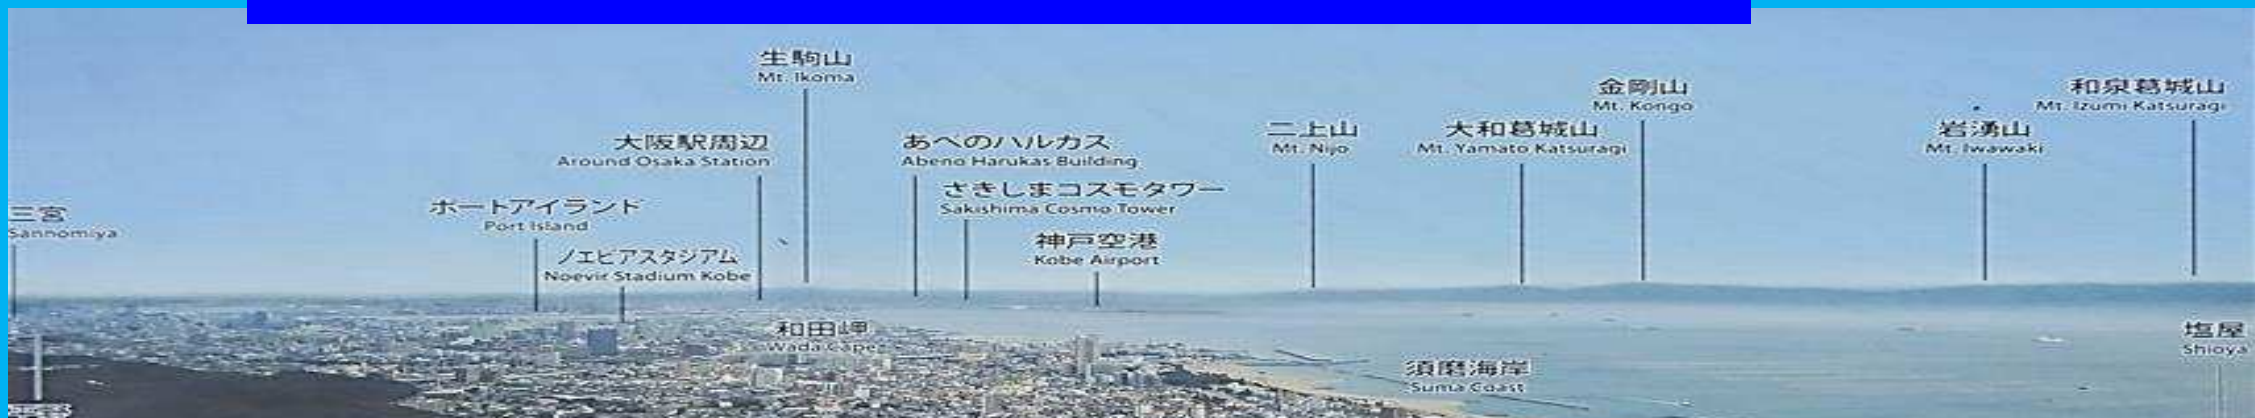 生駒山
Mt. Ikoma
金剛山
Mt. Kongo
和泉葛城山
Mt. Izumi Katsuragi
大阪駅周辺
Around Osaka Station
あべのハルカス
Abeno Harukas Building
二上山
Mt. Nijo
大和葛城山
Mt. Yamato Katsuragi
岩湧山
Mt. Iwawaki
さきしまコスモタワー
Sakishima Cosmo Tower
三宮
Sannomiya
ポートアイランド
Port Island
神戸空港
Kobe Airport
ノエビアスタジアム
Noevir Stadium Kobe
和田岬
Wada Cape
塩屋
Shioya
須磨海岸
Suma Coast